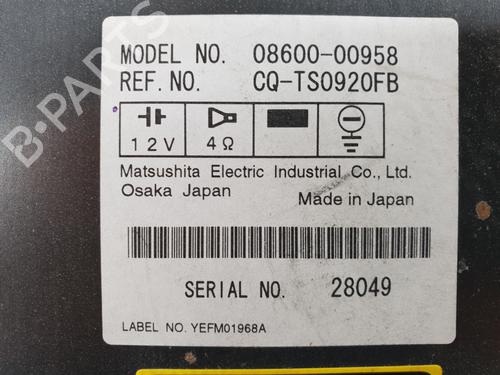 MODEL NO. 08600-00958
REF. NO. CQ-TS0920FB
12V 4Ω
Matsushita Electric Industrial Co., Ltd.
Osaka Japan Made in Japan
SERIAL NO. 28049
LABEL NO. YEFM01968A
B-PARTS